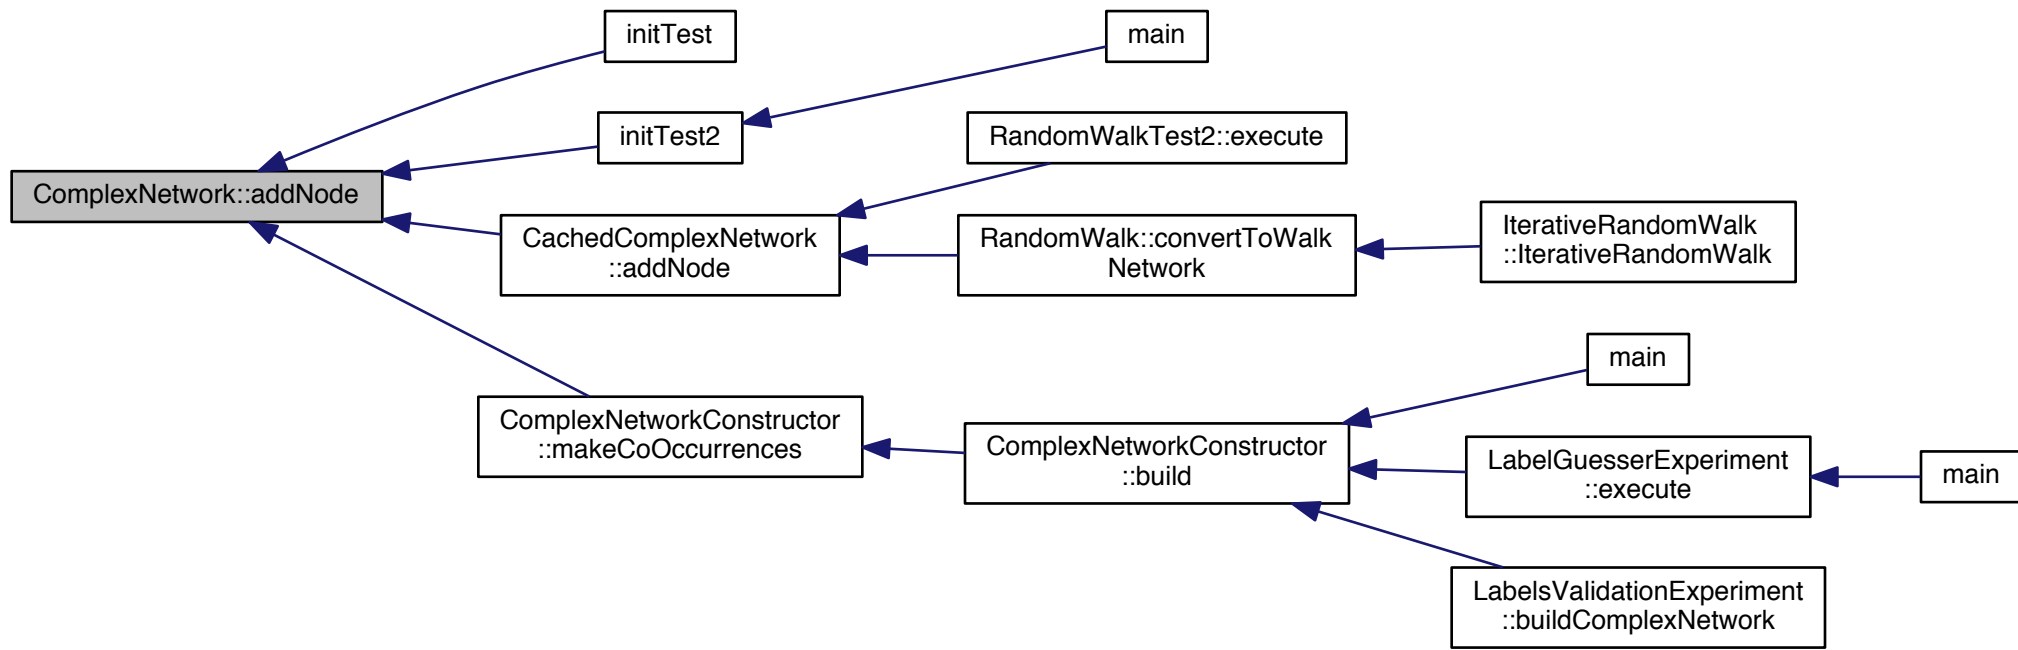 initTest
main
initTest2
RandomWalkTest2::execute
ComplexNetwork::addNode
CachedComplexNetwork
::addNode
RandomWalk::convertToWalk
Network
IterativeRandomWalk
::IterativeRandomWalk
main
ComplexNetworkConstructor
::makeCoOccurrences
ComplexNetworkConstructor
::build
LabelGuesserExperiment
::execute
main
LabelsValidationExperiment
::buildComplexNetwork